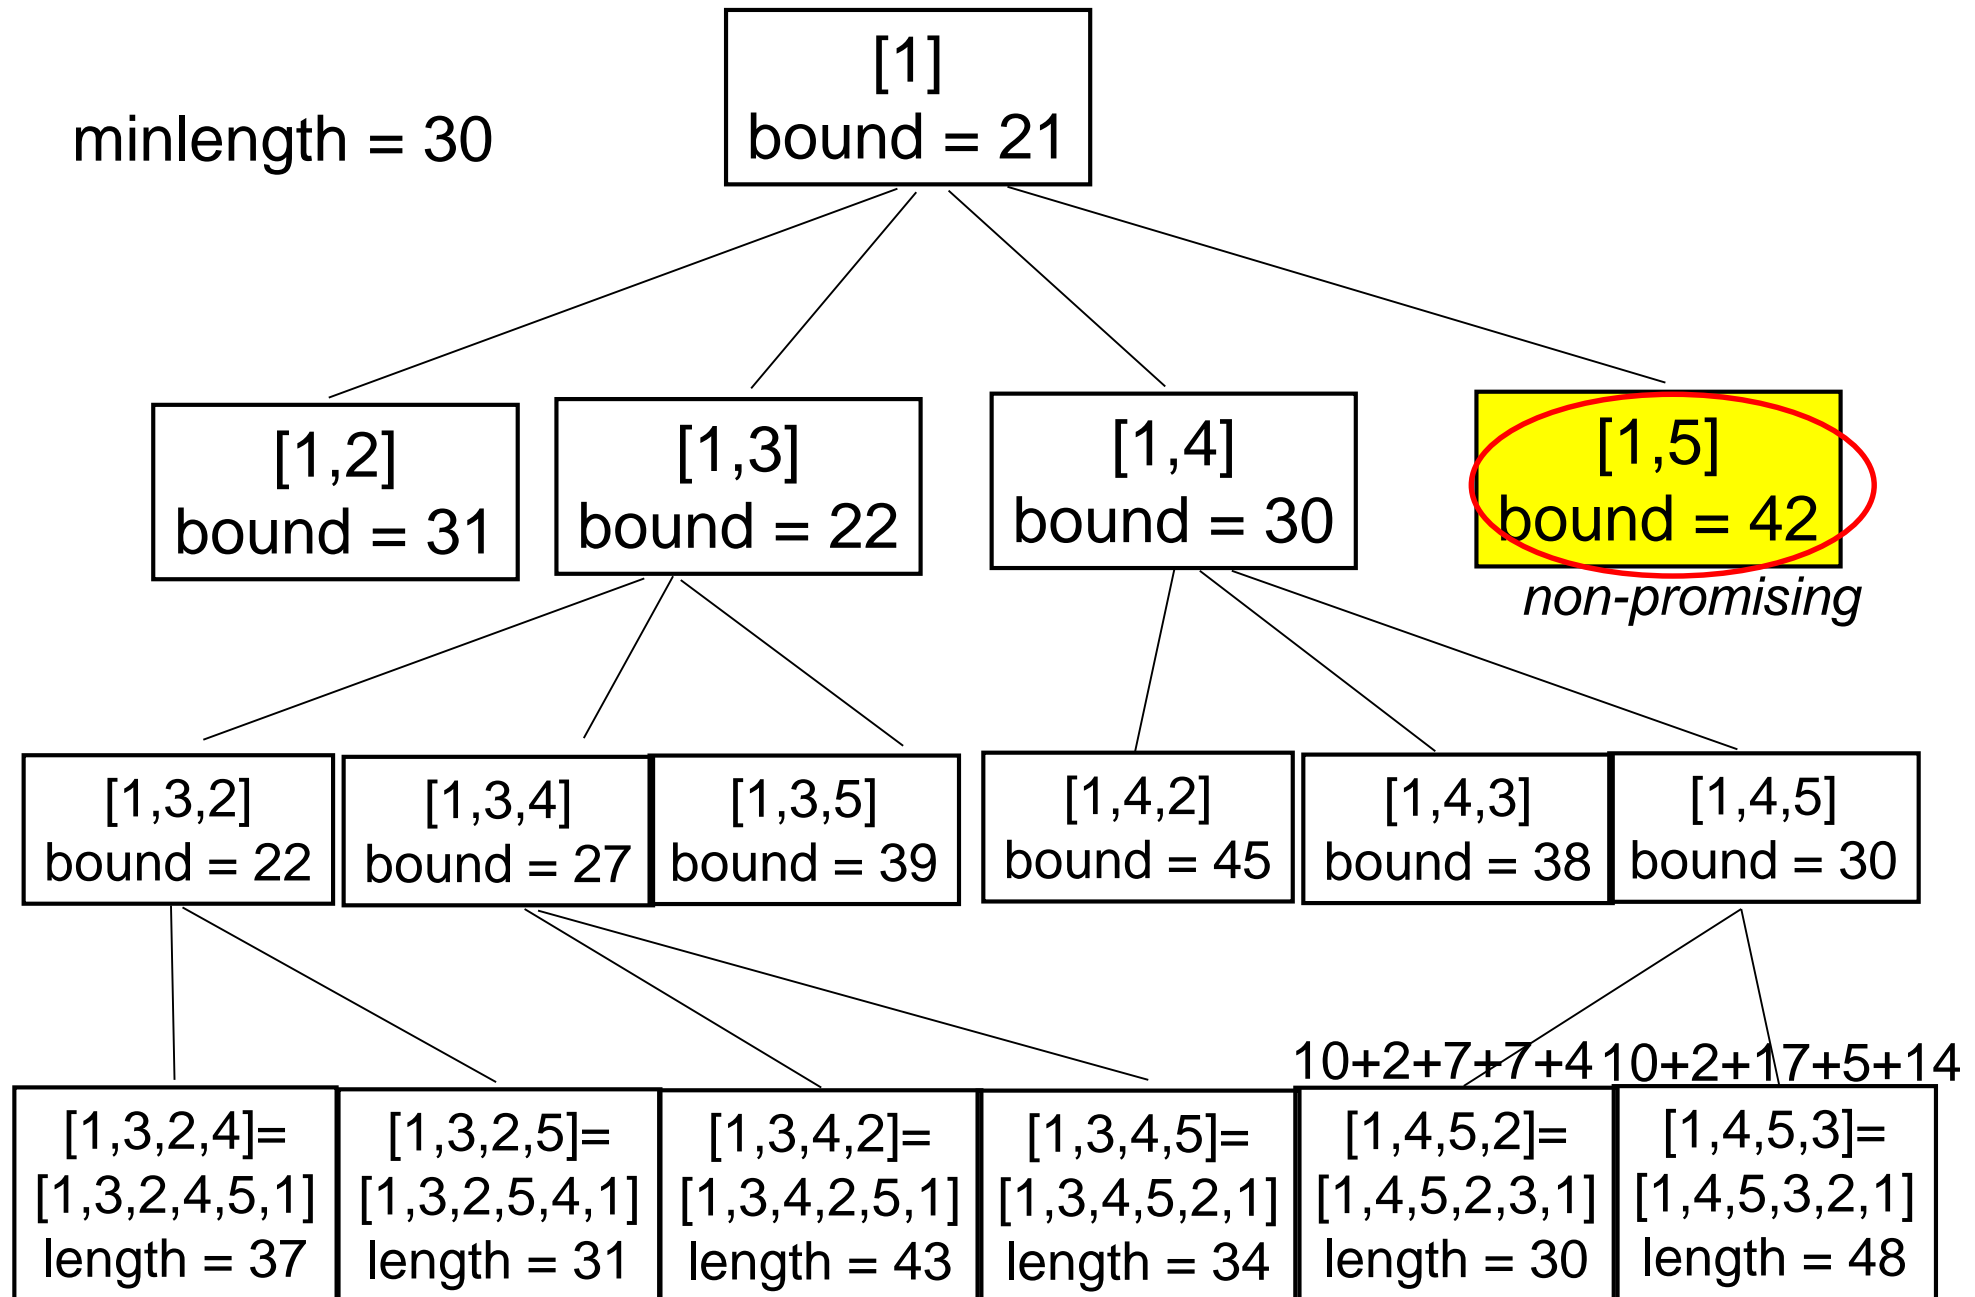 [1]
bound = 21
minlength = 30
[1,2]
bound = 31
[1,3]
bound = 22
[1,4]
bound = 30
[1,5]
bound = 42
non-promising
[1,3,2]
bound = 22
[1,3,4]
bound = 27
[1,3,5]
bound = 39
[1,4,2]
bound = 45
[1,4,3]
bound = 38
[1,4,5]
bound = 30
10+2+7+7+4
10+2+17+5+14
[1,3,2,4]=
[1,3,2,4,5,1]
length = 37
[1,3,2,5]=
[1,3,2,5,4,1]
length = 31
[1,3,4,2]=
[1,3,4,2,5,1]
length = 43
[1,3,4,5]=
[1,3,4,5,2,1]
length = 34
[1,4,5,2]=
[1,4,5,2,3,1]
length = 30
[1,4,5,3]=
[1,4,5,3,2,1]
length = 48